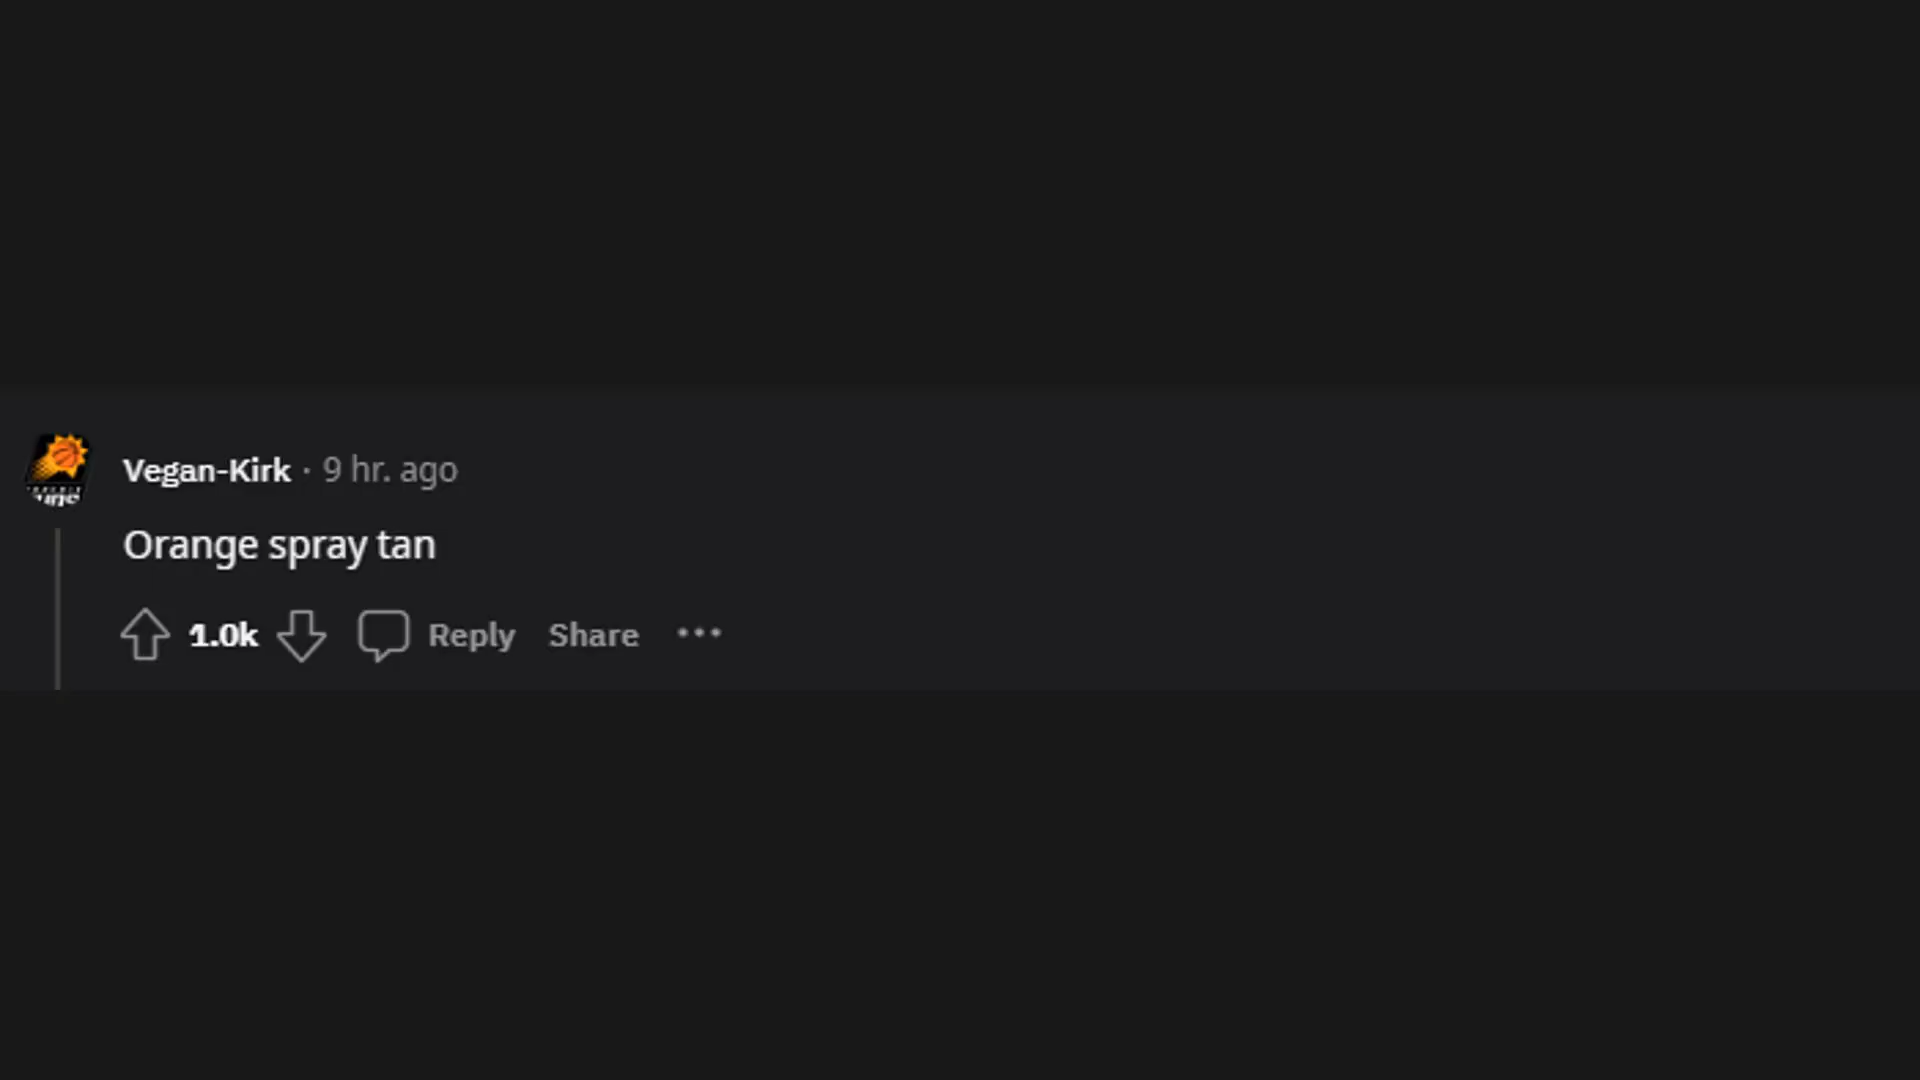 Vegan-Kirk · 9 hr. ago
Orange spray tan
1.0k Reply Share ···